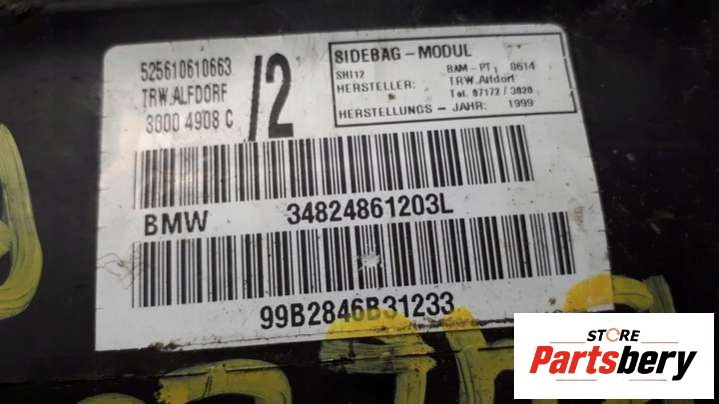 525610610663
TRW.ALFDORF
3000 4908 C
/2
SIDEBAG - MODUL
SHI12 BAM - PT 0614
HERSTELLER: TRW.Alfdorf
Tel. 07172 / 3020
HERSTELLUNGS - JAHR: 1999
BMW 34824861203L
99B2846B31233
STORE
Partsbery